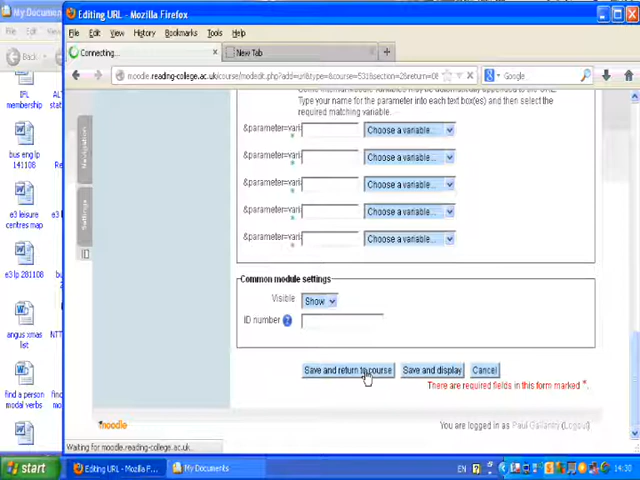 My Documents
Editing URL - Mozilla Firefox
File Edit View History Bookmarks Tools Help
Connecting...
New Tab
Back
moodle.reading-college.ac.uk/course/modedit.php?add=url&type=&course=531&section=2&return=0
Google
Type your name for the parameter into each text box(es) and then select the
required matching variable.
&parameter=vari
Choose a variable...
&parameter=vari
Choose a variable...
&parameter=vari
Choose a variable...
&parameter=vari
Choose a variable...
&parameter=vari
Choose a variable...
Navigation
Settings
IFL
membership
bus eng lp
141108
e3 leisure
centres map
e3 lp 281108
angus xmas
list
NTT
find a person
modal verbs
Common module settings
Visible
Show
ID number
Save and return to course
Save and display
Cancel
There are required fields in this form marked *.
moodle
You are logged in as Paul Gallantry (Logout)
Waiting for moodle.reading-college.ac.uk...
start
Editing URL - Mozilla F...
My Documents
EN
14:30